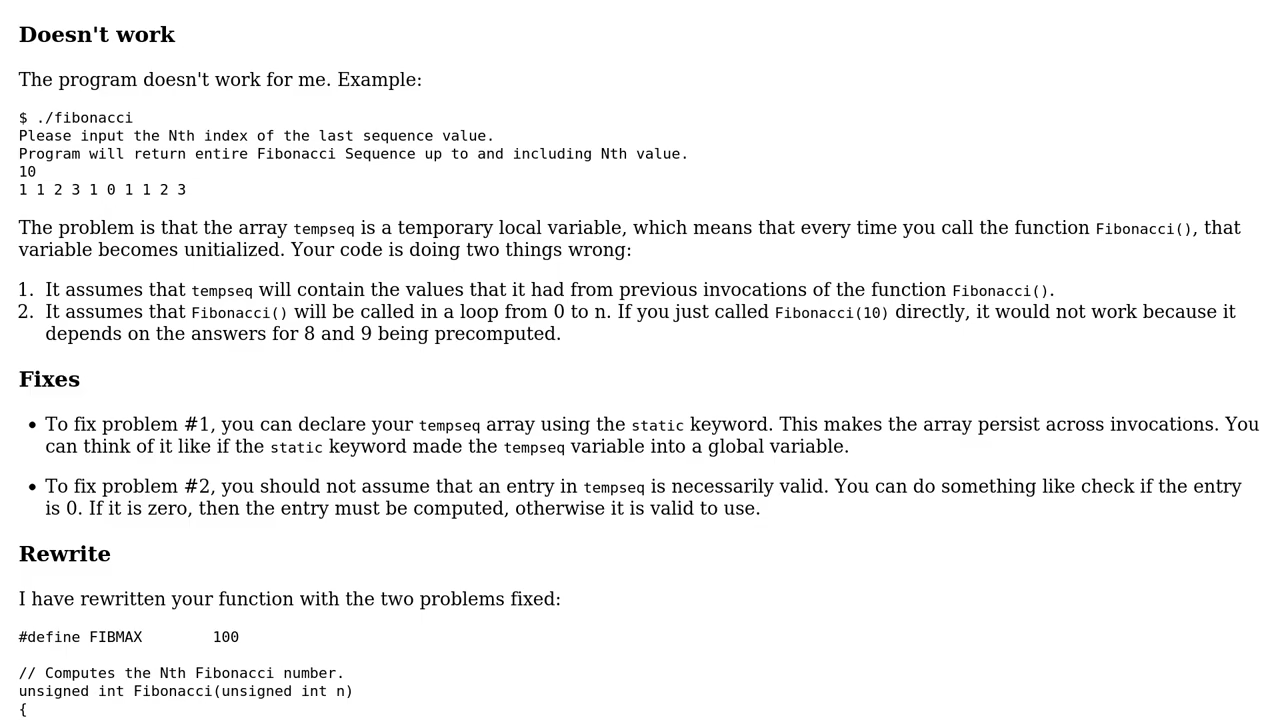 Doesn't work
The program doesn't work for me. Example:
$ ./fibonacci
Please input the Nth index of the last sequence value.
Program will return entire Fibonacci Sequence up to and including Nth value.
10
1 1 2 3 1 0 1 1 2 3
The problem is that the array tempseq is a temporary local variable, which means that every time you call the function Fibonacci(), that
variable becomes unitialized. Your code is doing two things wrong:
1. It assumes that tempseq will contain the values that it had from previous invocations of the function Fibonacci().
2. It assumes that Fibonacci() will be called in a loop from 0 to n. If you just called Fibonacci(10) directly, it would not work because it
depends on the answers for 8 and 9 being precomputed.
Fixes
• To fix problem #1, you can declare your tempseq array using the static keyword. This makes the array persist across invocations. You
can think of it like if the static keyword made the tempseq variable into a global variable.
• To fix problem #2, you should not assume that an entry in tempseq is necessarily valid. You can do something like check if the entry
is 0. If it is zero, then the entry must be computed, otherwise it is valid to use.
Rewrite
I have rewritten your function with the two problems fixed:
#define FIBMAX        100
// Computes the Nth Fibonacci number.
unsigned int Fibonacci(unsigned int n)
{